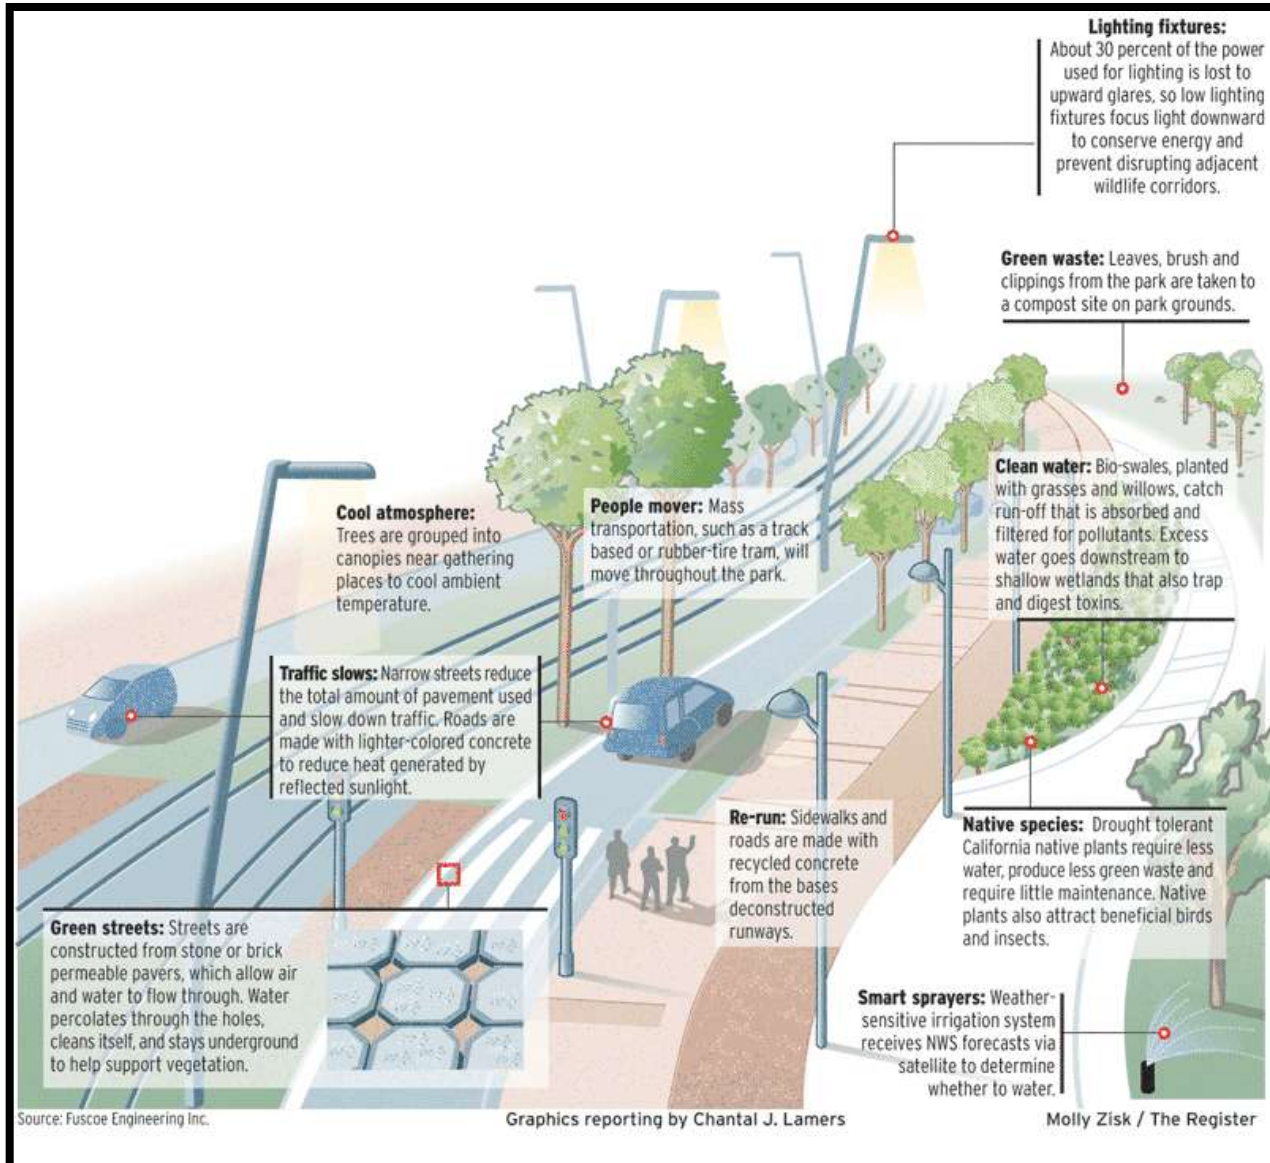 Lighting fixtures:
About 30 percent of the power
used for lighting is lost to
upward glares, so low lighting
fixtures focus light downward
to conserve energy and
prevent disrupting adjacent
wildlife corridors.
Green waste: Leaves, brush and
clippings from the park are taken to
a compost site on park grounds.
Cool atmosphere:
Trees are grouped into
canopies near gathering
places to cool ambient
temperature.
People mover: Mass
transportation, such as a track
based or rubber-tire tram, will
move throughout the park.
Clean water: Bio-swales, planted
with grasses and willows, catch
run-off that is absorbed and
filtered for pollutants. Excess
water goes downstream to
shallow wetlands that also trap
and digest toxins.
Traffic slows: Narrow streets reduce
the total amount of pavement used
and slow down traffic. Roads are
made with lighter-colored concrete
to reduce heat generated by
reflected sunlight.
Re-run: Sidewalks and
roads are made with
recycled concrete
from the bases
deconstructed
runways.
Native species: Drought tolerant
California native plants require less
water, produce less green waste and
require little maintenance. Native
plants also attract beneficial birds
and insects.
Green streets: Streets are
constructed from stone or brick
permeable pavers, which allow air
and water to flow through. Water
percolates through the holes,
cleans itself, and stays underground
to help support vegetation.
Smart sprayers: Weather-
sensitive irrigation system
receives NWS forecasts via
satellite to determine
whether to water.
Source: Fuscoe Engineering Inc.
Graphics reporting by Chantal J. Lamers
Molly Zisk / The Register